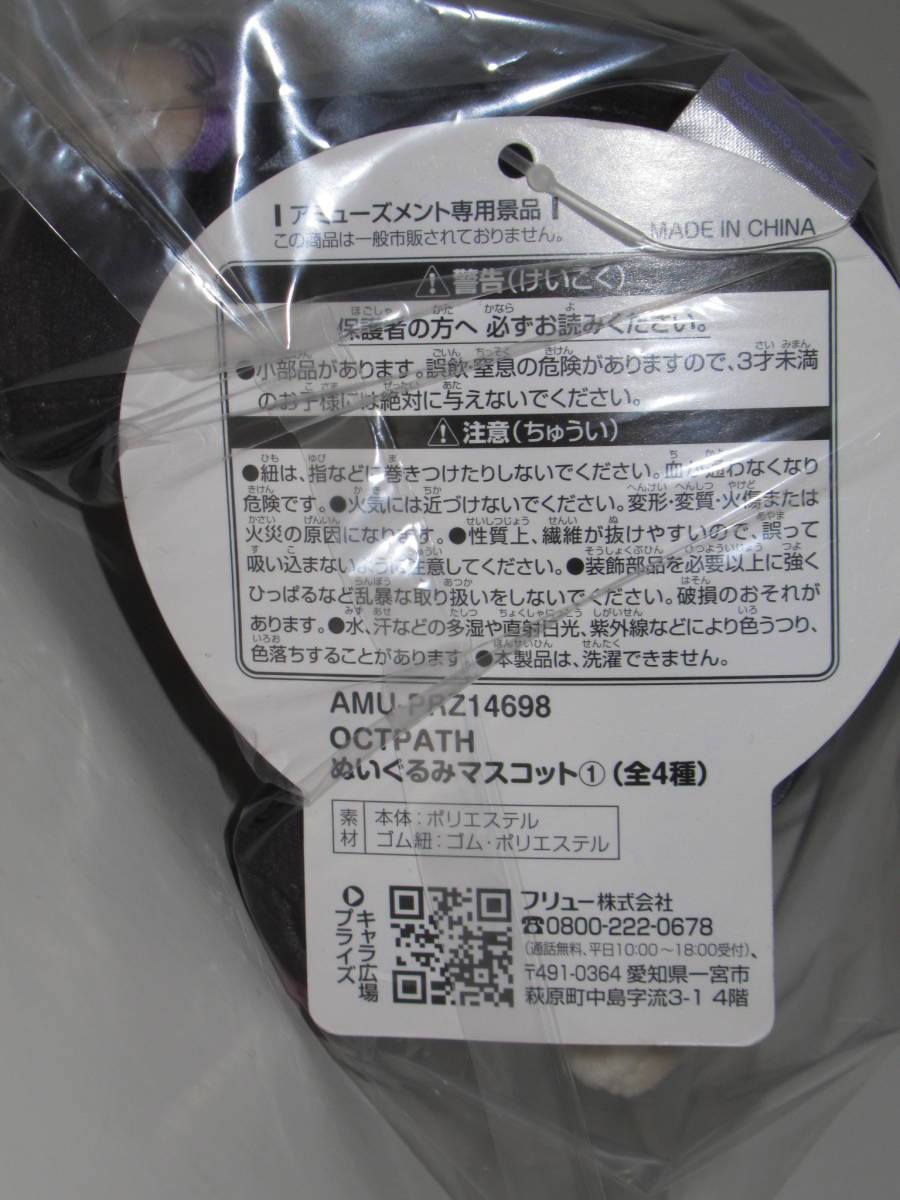 アミューズメント専用景品
この商品は一般市販されておりません。
MADE IN CHINA
警告(けいこく)
保護者の方へ 必ずお読みください。
●小部品があります。誤飲・窒息の危険がありますので、3才未満
のお子様には絶対に与えないでください。
注意(ちゅうい)
●紐は、指などに巻きつけたりしないでください。血が通わなくなり
危険です。●火気には近づけないでください。変形・変質・火傷または
火災の原因になります。●性質上、繊維が抜けやすいので、誤って
吸い込まないように注意してください。●装飾部品を必要以上に強く
ひっぱるなど乱暴な取り扱いをしないでください。破損のおそれが
あります。●水、汗などの多湿や直射日光、紫外線などにより色うつり、
色落ちすることがあります。●本製品は、洗濯できません。
AMU-PRZ14698
OCTPATH
ぬいぐるみマスコット①(全4種)
素材
本体:ポリエステル
ゴム紐:ゴム・ポリエステル
キャラ広場
プライズ
フリュー株式会社
☎0800-222-0678
(通話無料、平日10:00~18:00受付)、
〒491-0364 愛知県一宮市
萩原町中島字流3-1 4階